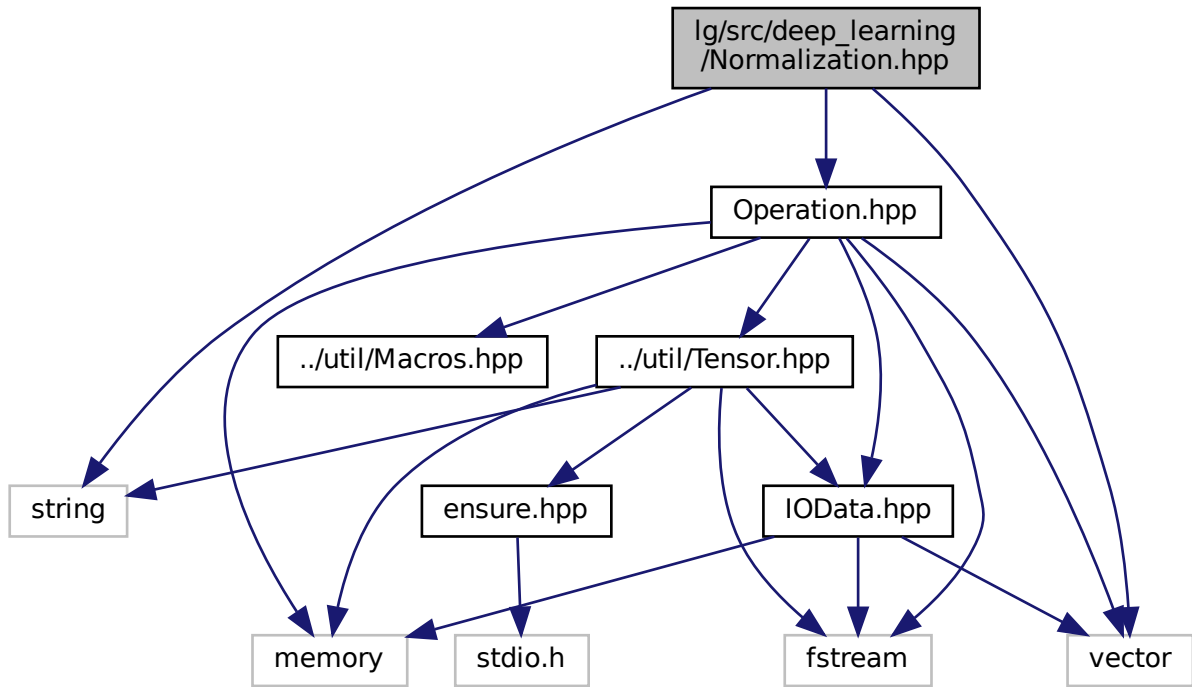 lg/src/deep_learning
/Normalization.hpp
Operation.hpp
../util/Macros.hpp
../util/Tensor.hpp
string
ensure.hpp
IOData.hpp
memory
stdio.h
fstream
vector